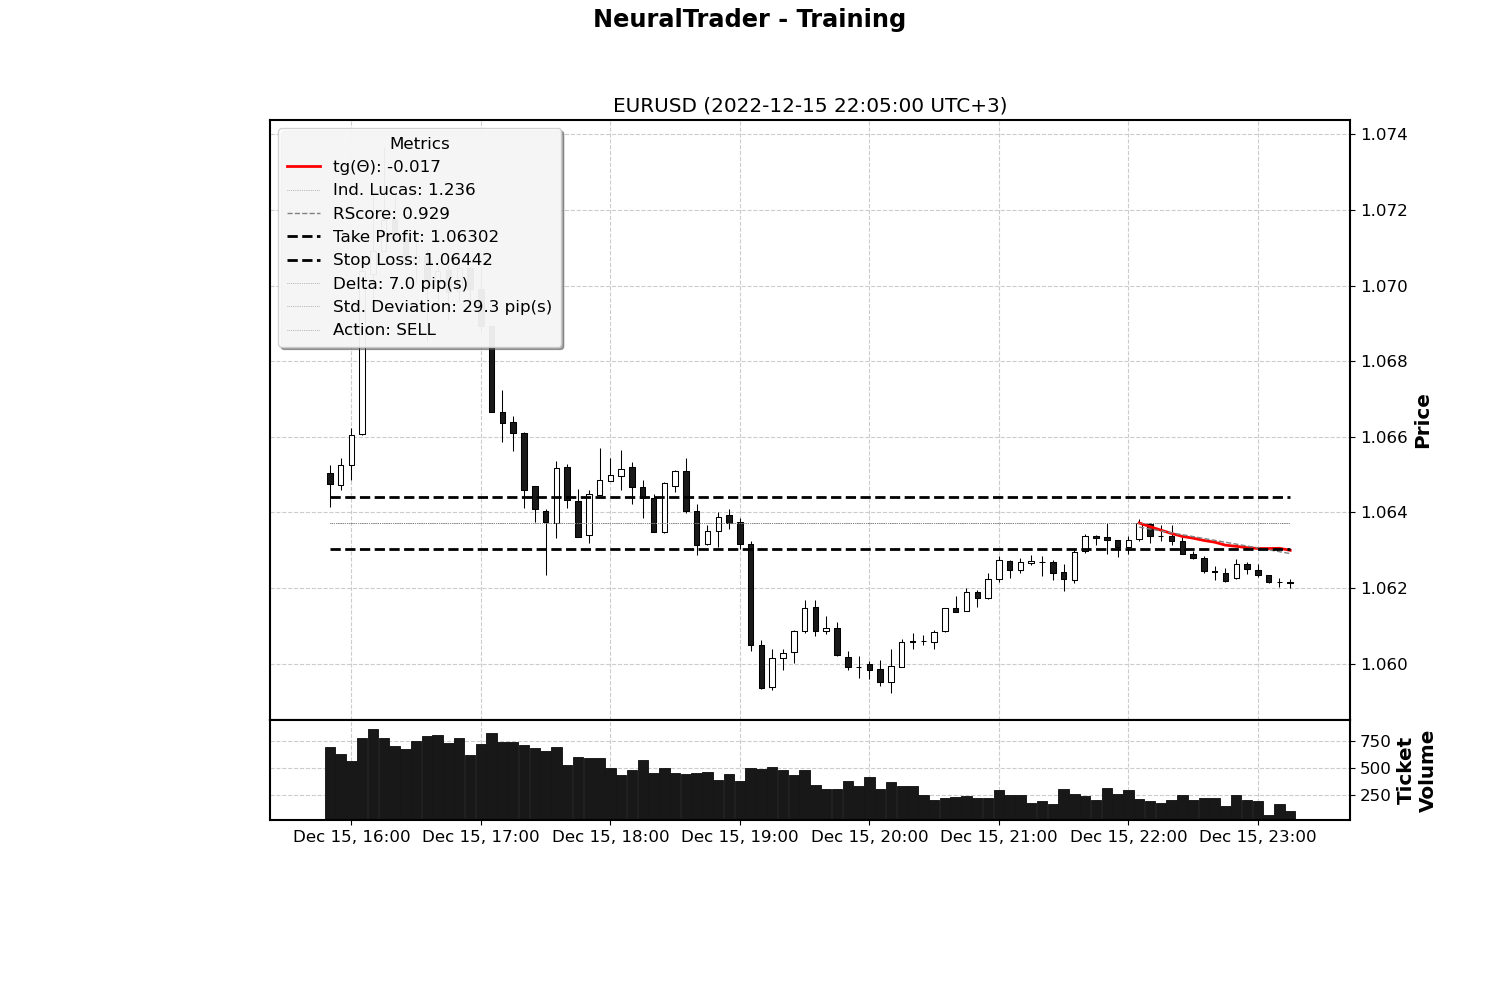 NeuralTrader - Training
EURUSD (2022-12-15 22:05:00 UTC+3)
Metrics
tg(Θ): -0.017
Ind. Lucas: 1.236
RScore: 0.929
Take Profit: 1.06302
Stop Loss: 1.06442
Delta: 7.0 pip(s)
Std. Deviation: 29.3 pip(s)
Action: SELL
1.074
1.072
1.070
1.068
1.066
1.064
1.062
1.060
Price
750
500
250
Ticket
Volume
Dec 15, 16:00 Dec 15, 17:00 Dec 15, 18:00 Dec 15, 19:00 Dec 15, 20:00 Dec 15, 21:00 Dec 15, 22:00 Dec 15, 23:00